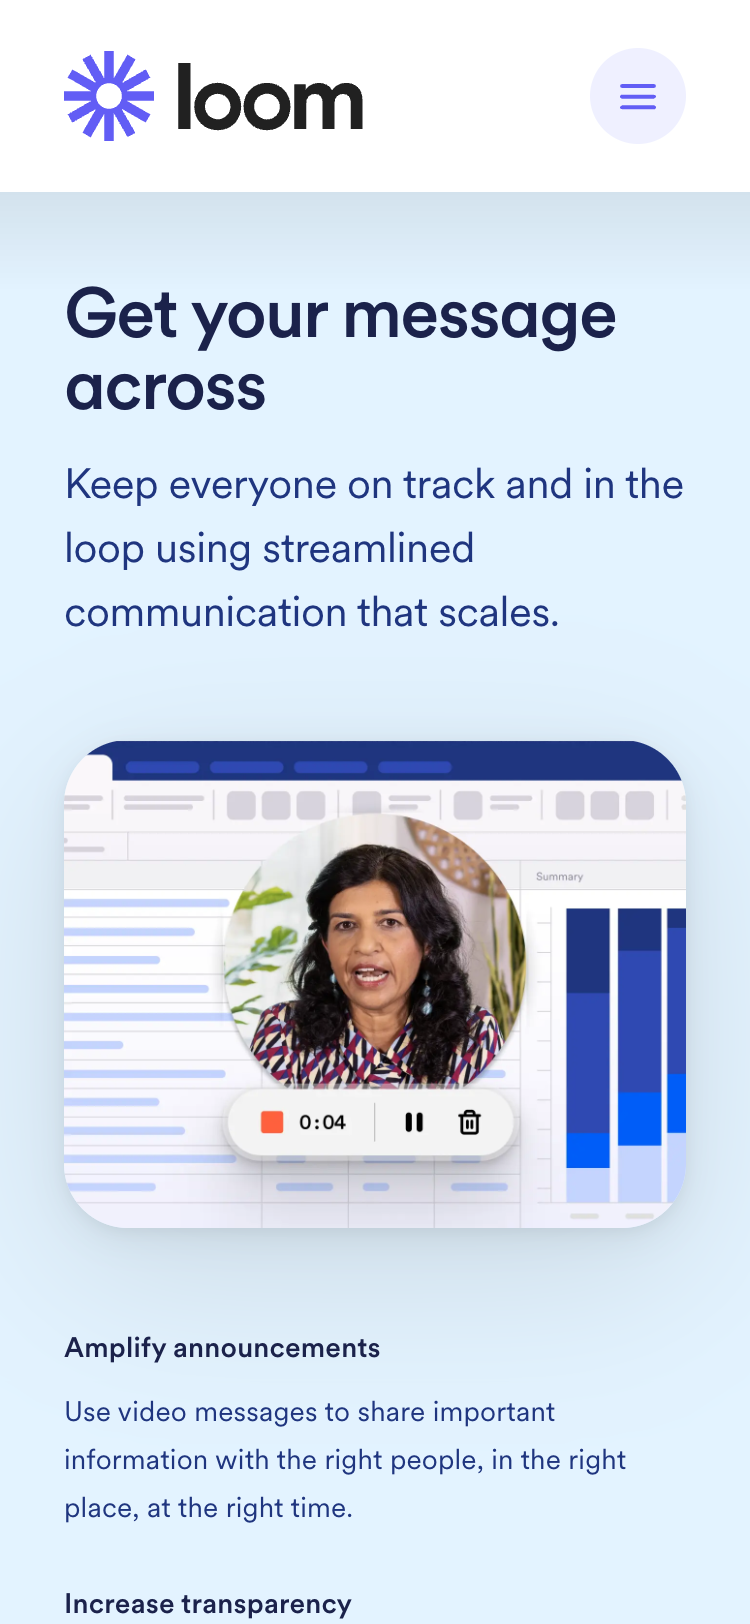 loom
Get your message
across
Keep everyone on track and in the
loop using streamlined
communication that scales.
Summary
0:04
Amplify announcements
Use video messages to share important
information with the right people, in the right
place, at the right time.
Increase transparency